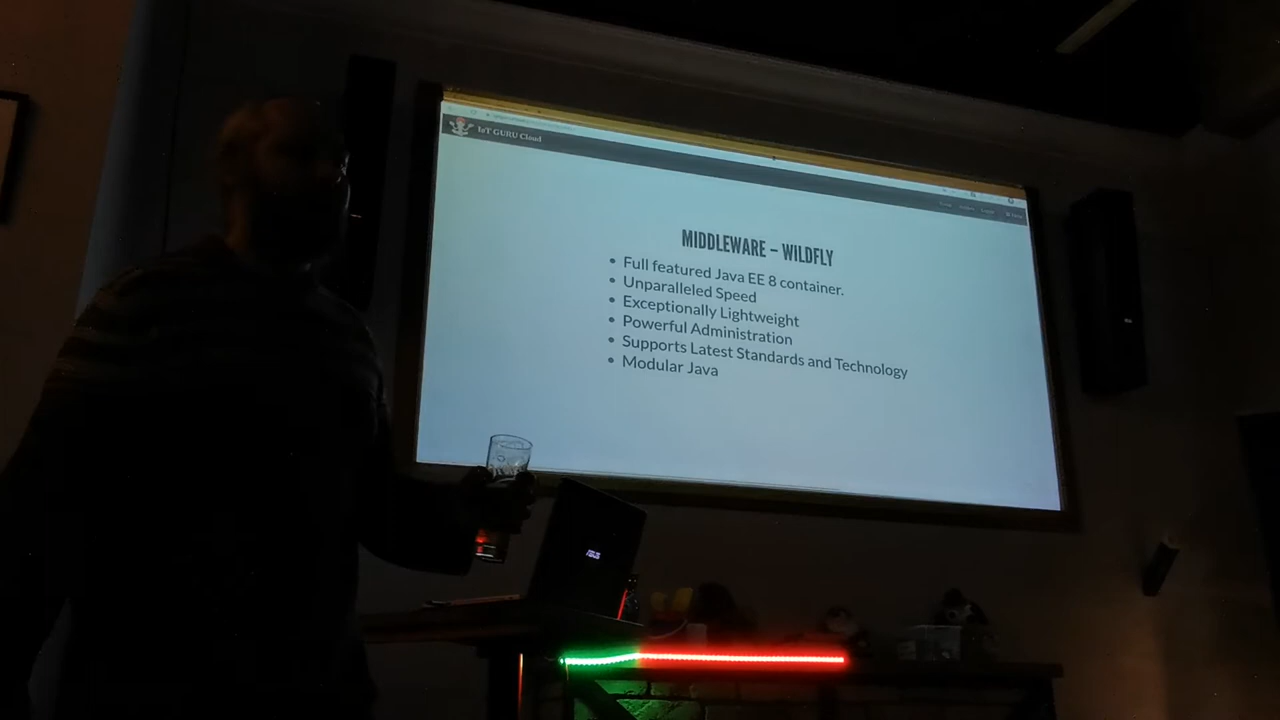 IoT GURU Cloud
MIDDLEWARE – WILDFLY
• Full featured Java EE 8 container.
• Unparalleled Speed
• Exceptionally Lightweight
• Powerful Administration
• Supports Latest Standards and Technology
• Modular Java
ASUS